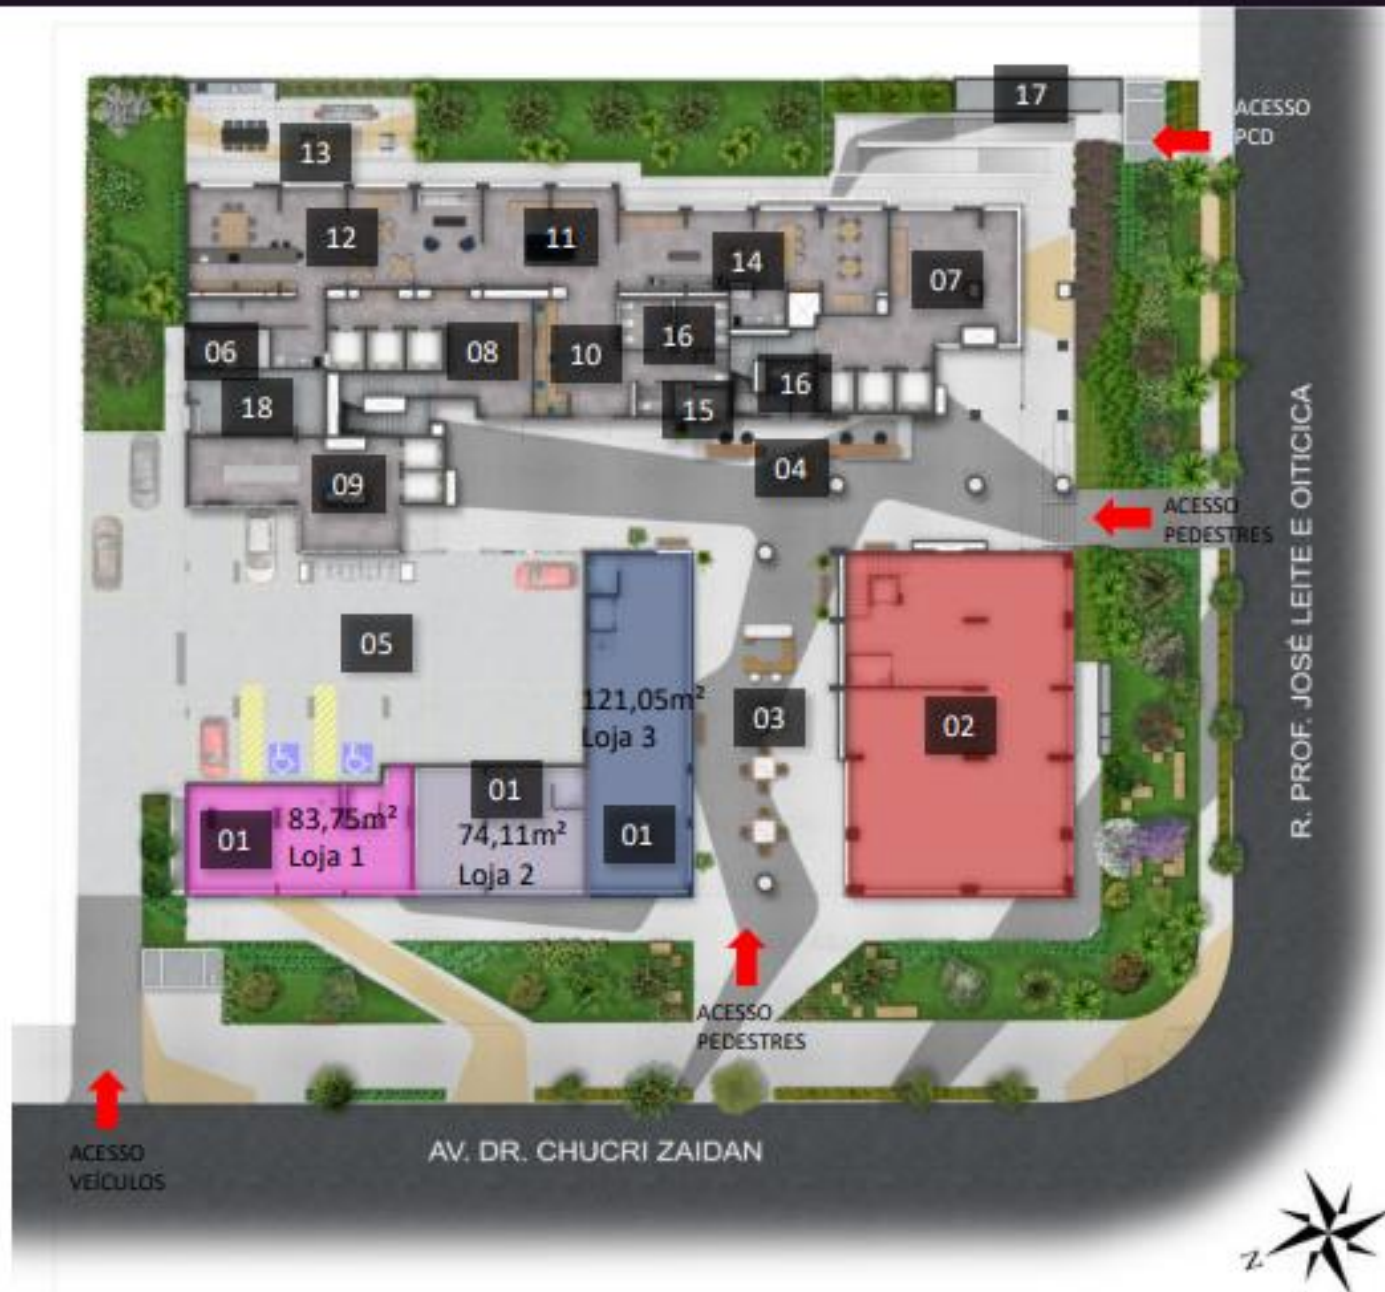 17
ACESSO
PCD
13
12
11
14
07
06
08
10
16
16
18
15
09
04
ACESSO
PEDESTRES
R. PROF. JOSÉ LEITE E OITICICA
05
121,05m²
Loja 3
03
02
01
83,75m²
Loja 1
01
74,11m²
Loja 2
01
ACESSO
PEDESTRES
ACESSO
VEÍCULOS
AV. DR. CHUCRI ZAIDAN
N